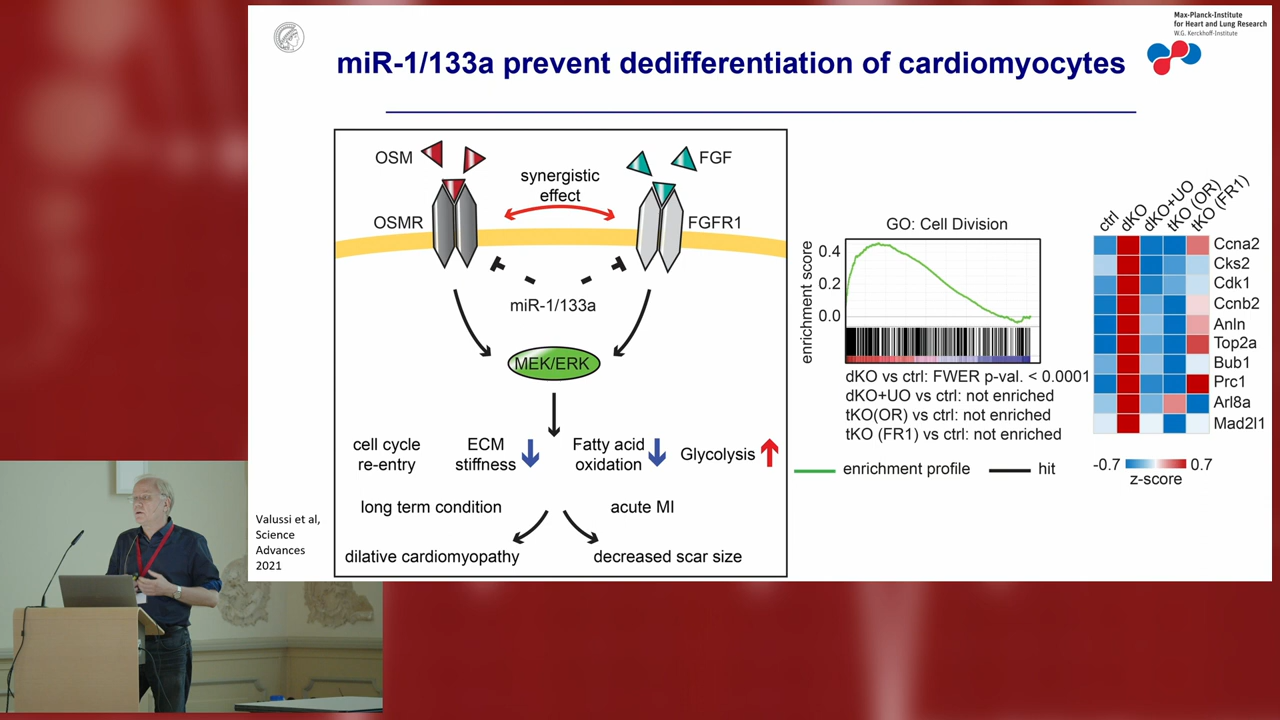 Max-Planck-Institute
for Heart and Lung Research
W.G. Kerckhoff-Institute
miR-1/133a prevent dedifferentiation of cardiomyocytes
OSM
FGF
synergistic
effect
OSMR
FGFR1
miR-1/133a
MEK/ERK
cell cycle
re-entry
ECM
stiffness
Fatty acid
oxidation
Glycolysis
long term condition
acute MI
dilative cardiomyopathy
decreased scar size
Valussi et al,
Science
Advances
2021
GO: Cell Division
enrichment score
0.4
0.2
0.0
dKO vs ctrl: FWER p-val. < 0.0001
dKO+UO vs ctrl: not enriched
tKO(OR) vs ctrl: not enriched
tKO (FR1) vs ctrl: not enriched
enrichment profile
hit
ctrl
dKO
dKO+UO
tKO (OR)
tKO (FR1)
Ccna2
Cks2
Cdk1
Ccnb2
Anln
Top2a
Bub1
Prc1
Arl8a
Mad2l1
-0.7 0.7
z-score